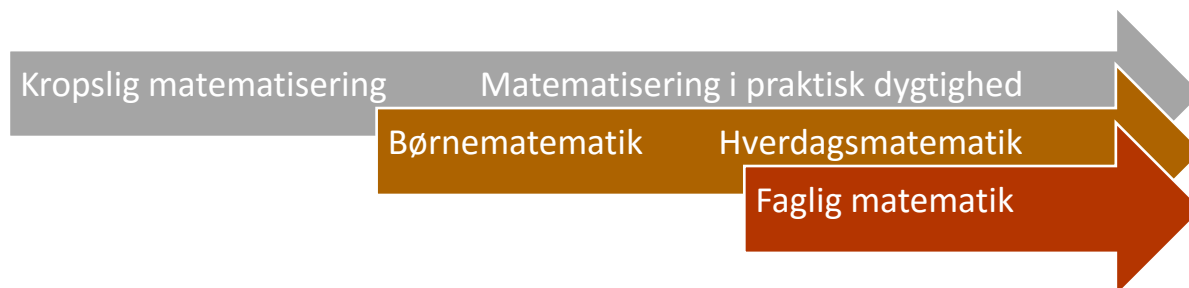 Kropslig matematisering Matematisering i praktisk dygtighed
Børnematematik Hverdagsmatematik
Faglig matematik